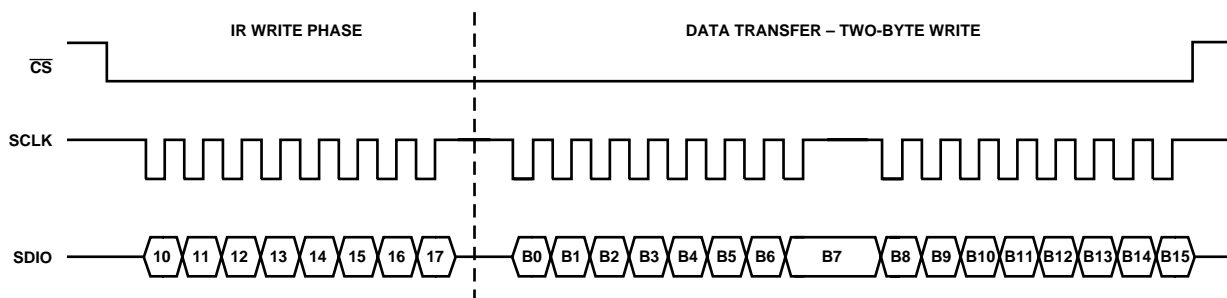 IR WRITE PHASE DATA TRANSFER – TWO-BYTE WRITE
CS
SCLK
SDIO 10 11 12 13 14 15 16 17 B0 B1 B2 B3 B4 B5 B6 B7 B8 B9 B10 B11 B12 B13 B14 B15